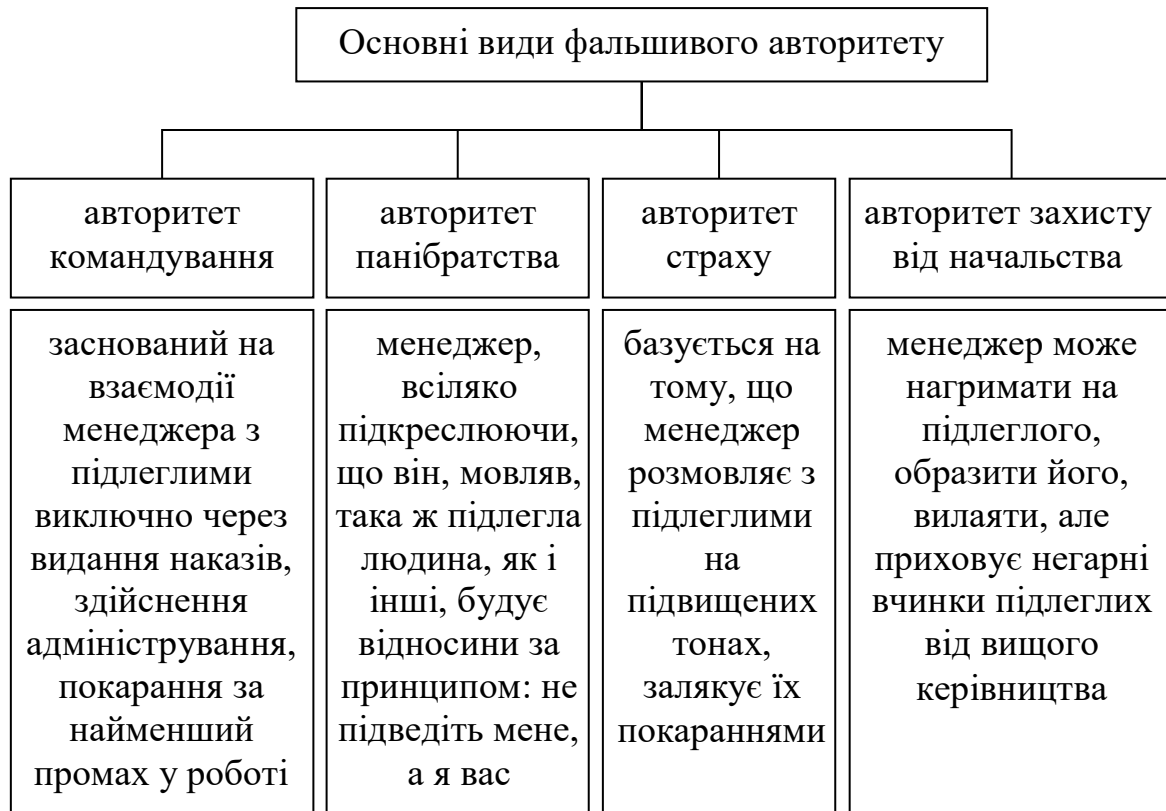 Основні види фальшивого авторитету
авторитет
командування
авторитет
панібратства
авторитет
страху
авторитет захисту
від начальства
заснований на
взаємодії
менеджера з
підлеглими
виключно через
видання наказів,
здійснення
адміністрування,
покарання за
найменший
промах у роботі
менеджер,
всіляко
підкреслюючи,
що він, мовляв,
така ж підлегла
людина, як і
інші, будує
відносини за
принципом: не
підведіть мене,
а я вас
базується на
тому, що
менеджер
розмовляє з
підлеглими
на
підвищених
тонах,
залякує їх
покараннями
менеджер може
нагримати на
підлеглого,
образити його,
вилаяти, але
приховує негарні
вчинки підлеглих
від вищого
керівництва